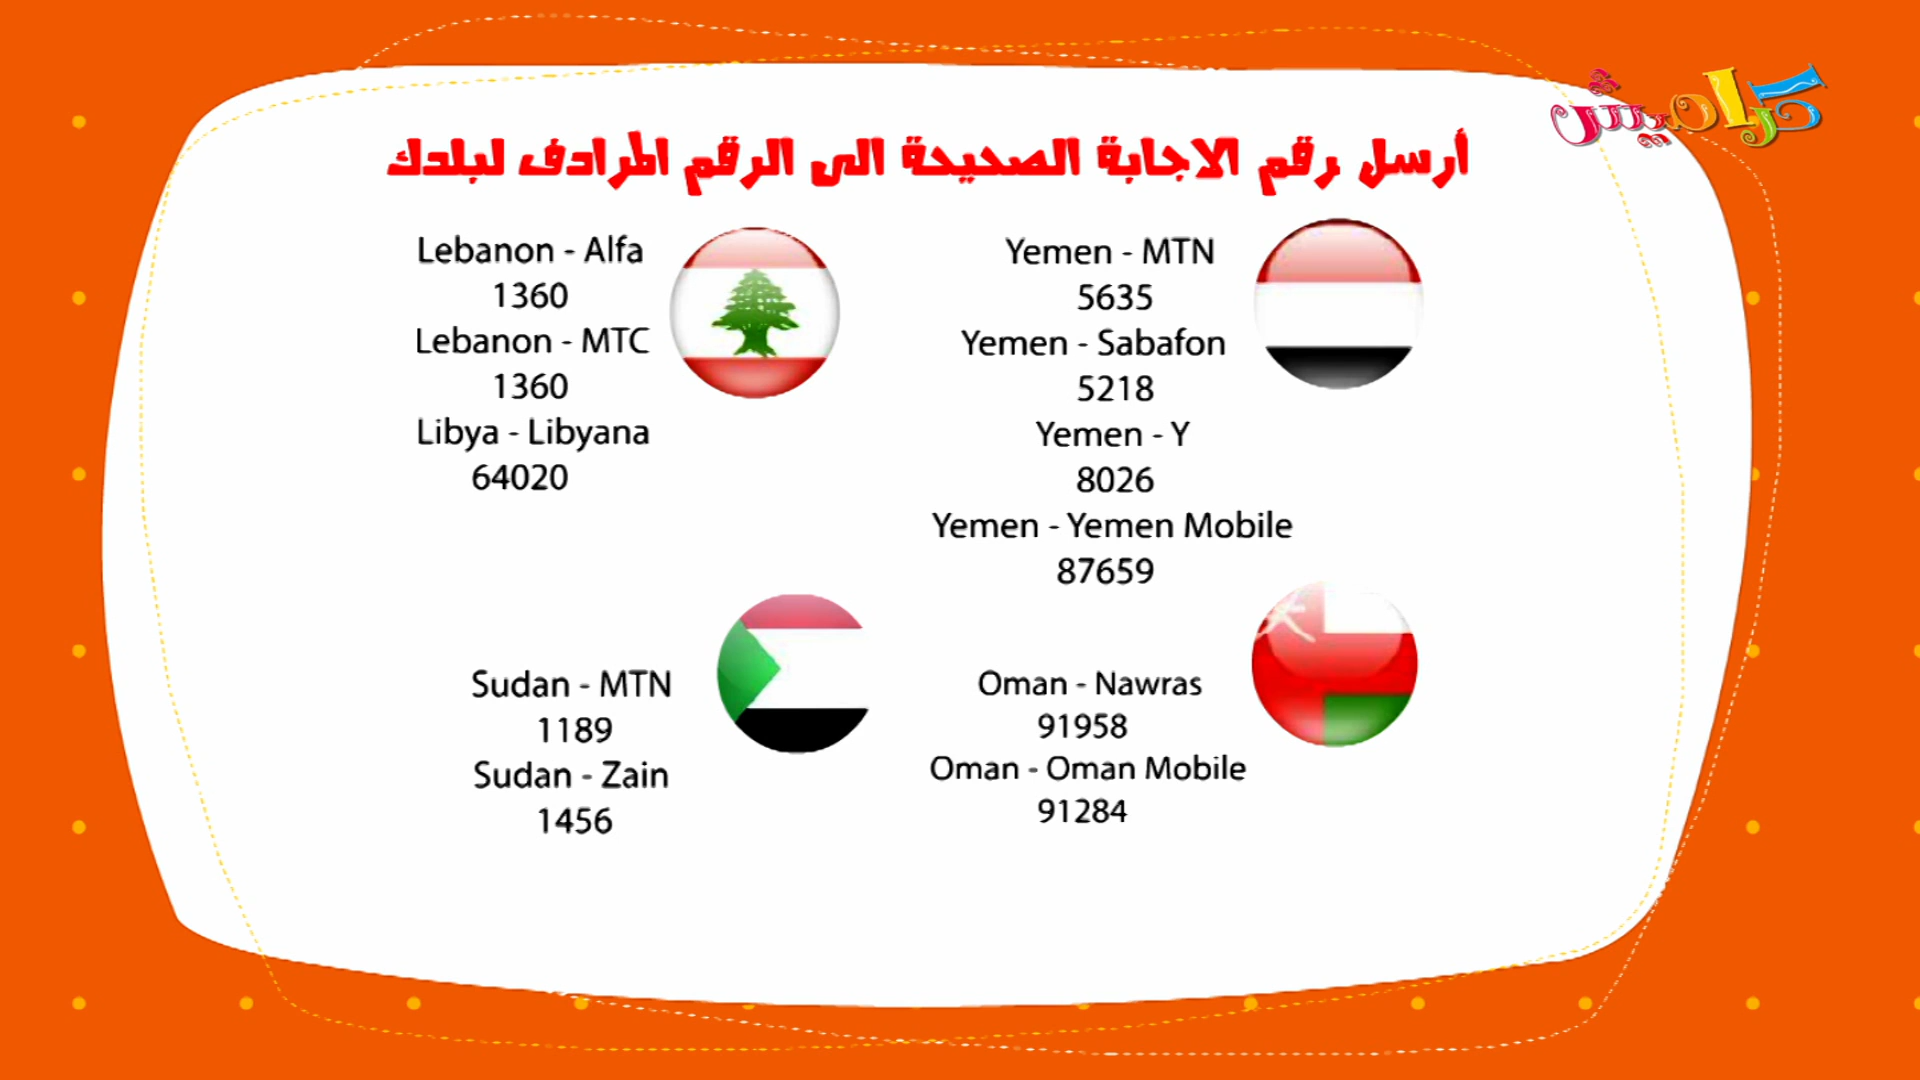 كراميش
أرسل رقم الاجابة الصحيحة الى الرقم المرادف لبلدك
Lebanon - Alfa
1360
Lebanon - MTC
1360
Libya - Libyana
64020
Yemen - MTN
5635
Yemen - Sabafon
5218
Yemen - Y
8026
Yemen - Yemen Mobile
87659
Sudan - MTN
1189
Sudan - Zain
1456
Oman - Nawras
91958
Oman - Oman Mobile
91284